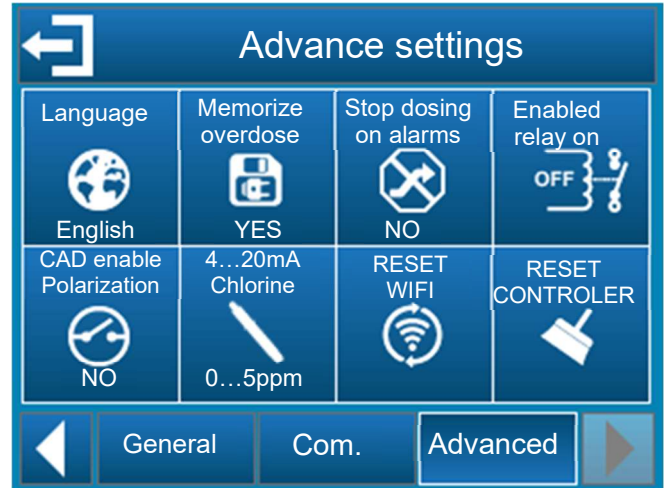 Advance settings
Language
English
Memorize
overdose
YES
Stop dosing
on alarms
NO
Enabled
relay on
OFF
CAD enable
Polarization
NO
4…20mA
Chlorine
0…5ppm
RESET
WIFI
RESET
CONTROLER
General
Com.
Advanced